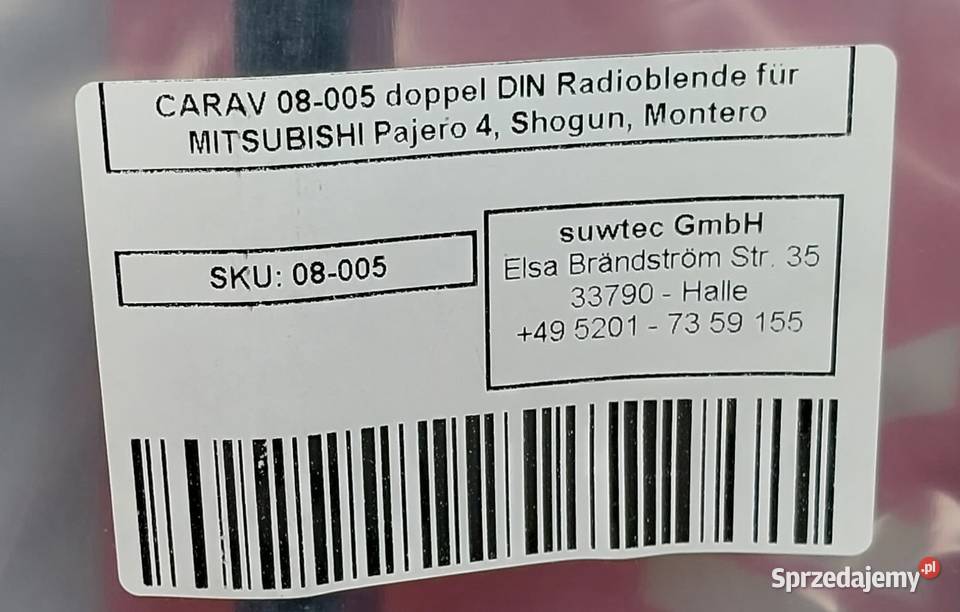 CARAV 08-005 doppel DIN Radioblende für
MITSUBISHI Pajero 4, Shogun, Montero
SKU: 08-005
suwtec GmbH
Elsa Brändström Str. 35
33790 - Halle
+49 5201 - 73 59 155
Sprzedajemy.pl